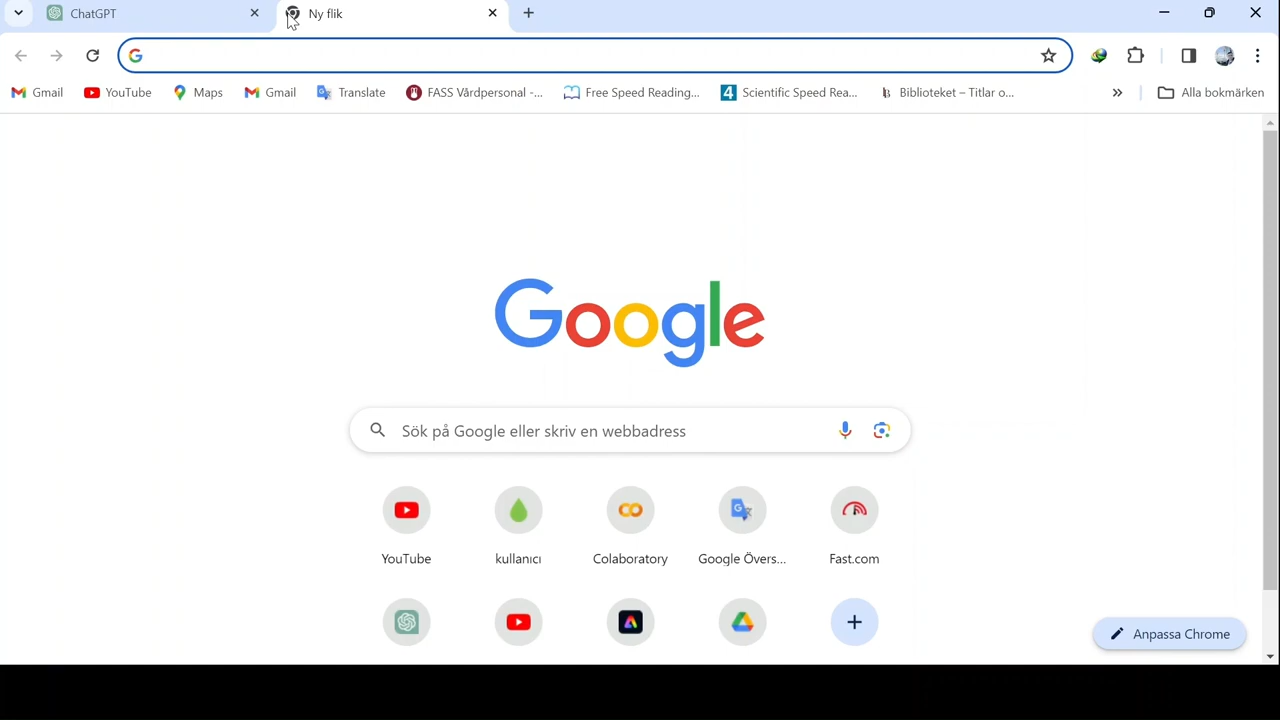 ChatGPT
Ny flik
Gmail
YouTube
Maps
Gmail
Translate
FASS Vårdpersonal -...
Free Speed Reading...
4
Scientific Speed Rea...
Biblioteket – Titlar o...
Alla bokmärken
Google
Sök på Google eller skriv en webbadress
YouTube
kullanıcı
Colaboratory
Google Övers...
Fast.com
Anpassa Chrome